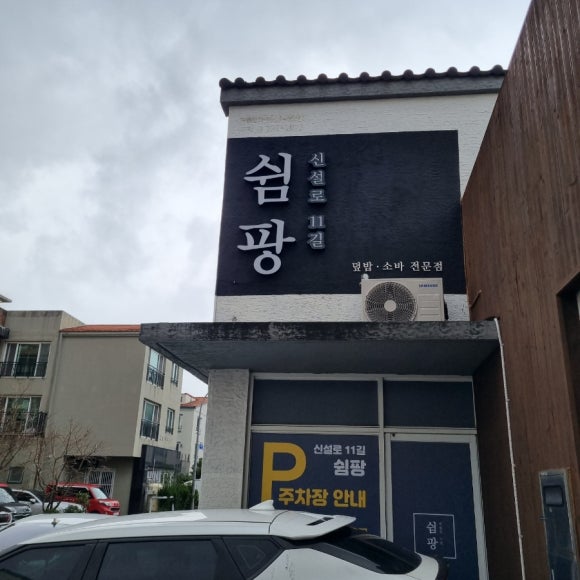 쉼팡
신설로 11길
덮밥 · 소바 전문점
SAMSUNG
P
신설로 11길
쉼팡
주차장 안내
쉼팡